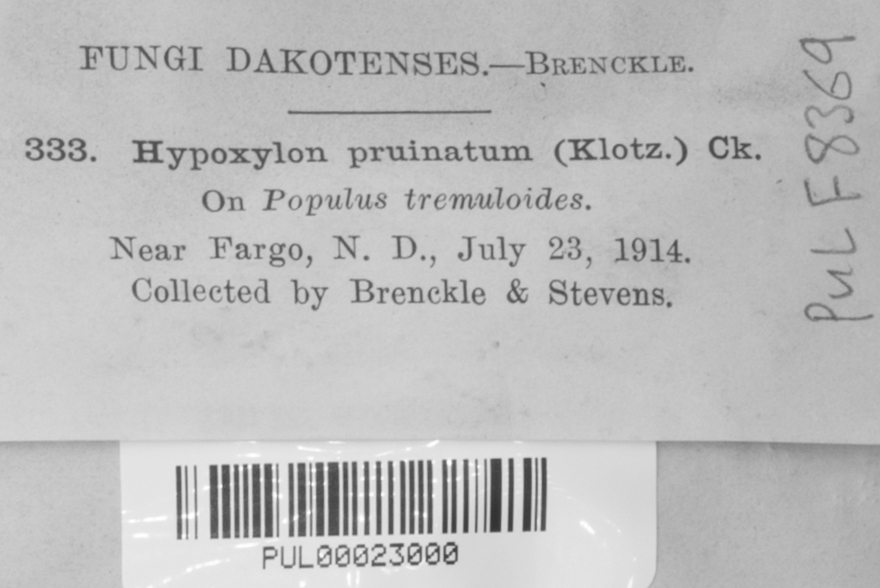 FUNGI DAKOTENSES.—BRENCKLE.
333. Hypoxylon pruinatum (Klotz.) Ck.
On Populus tremuloides.
Near Fargo, N. D., July 23, 1914.
Collected by Brenckle & Stevens.
PUL F8369
PUL00023000